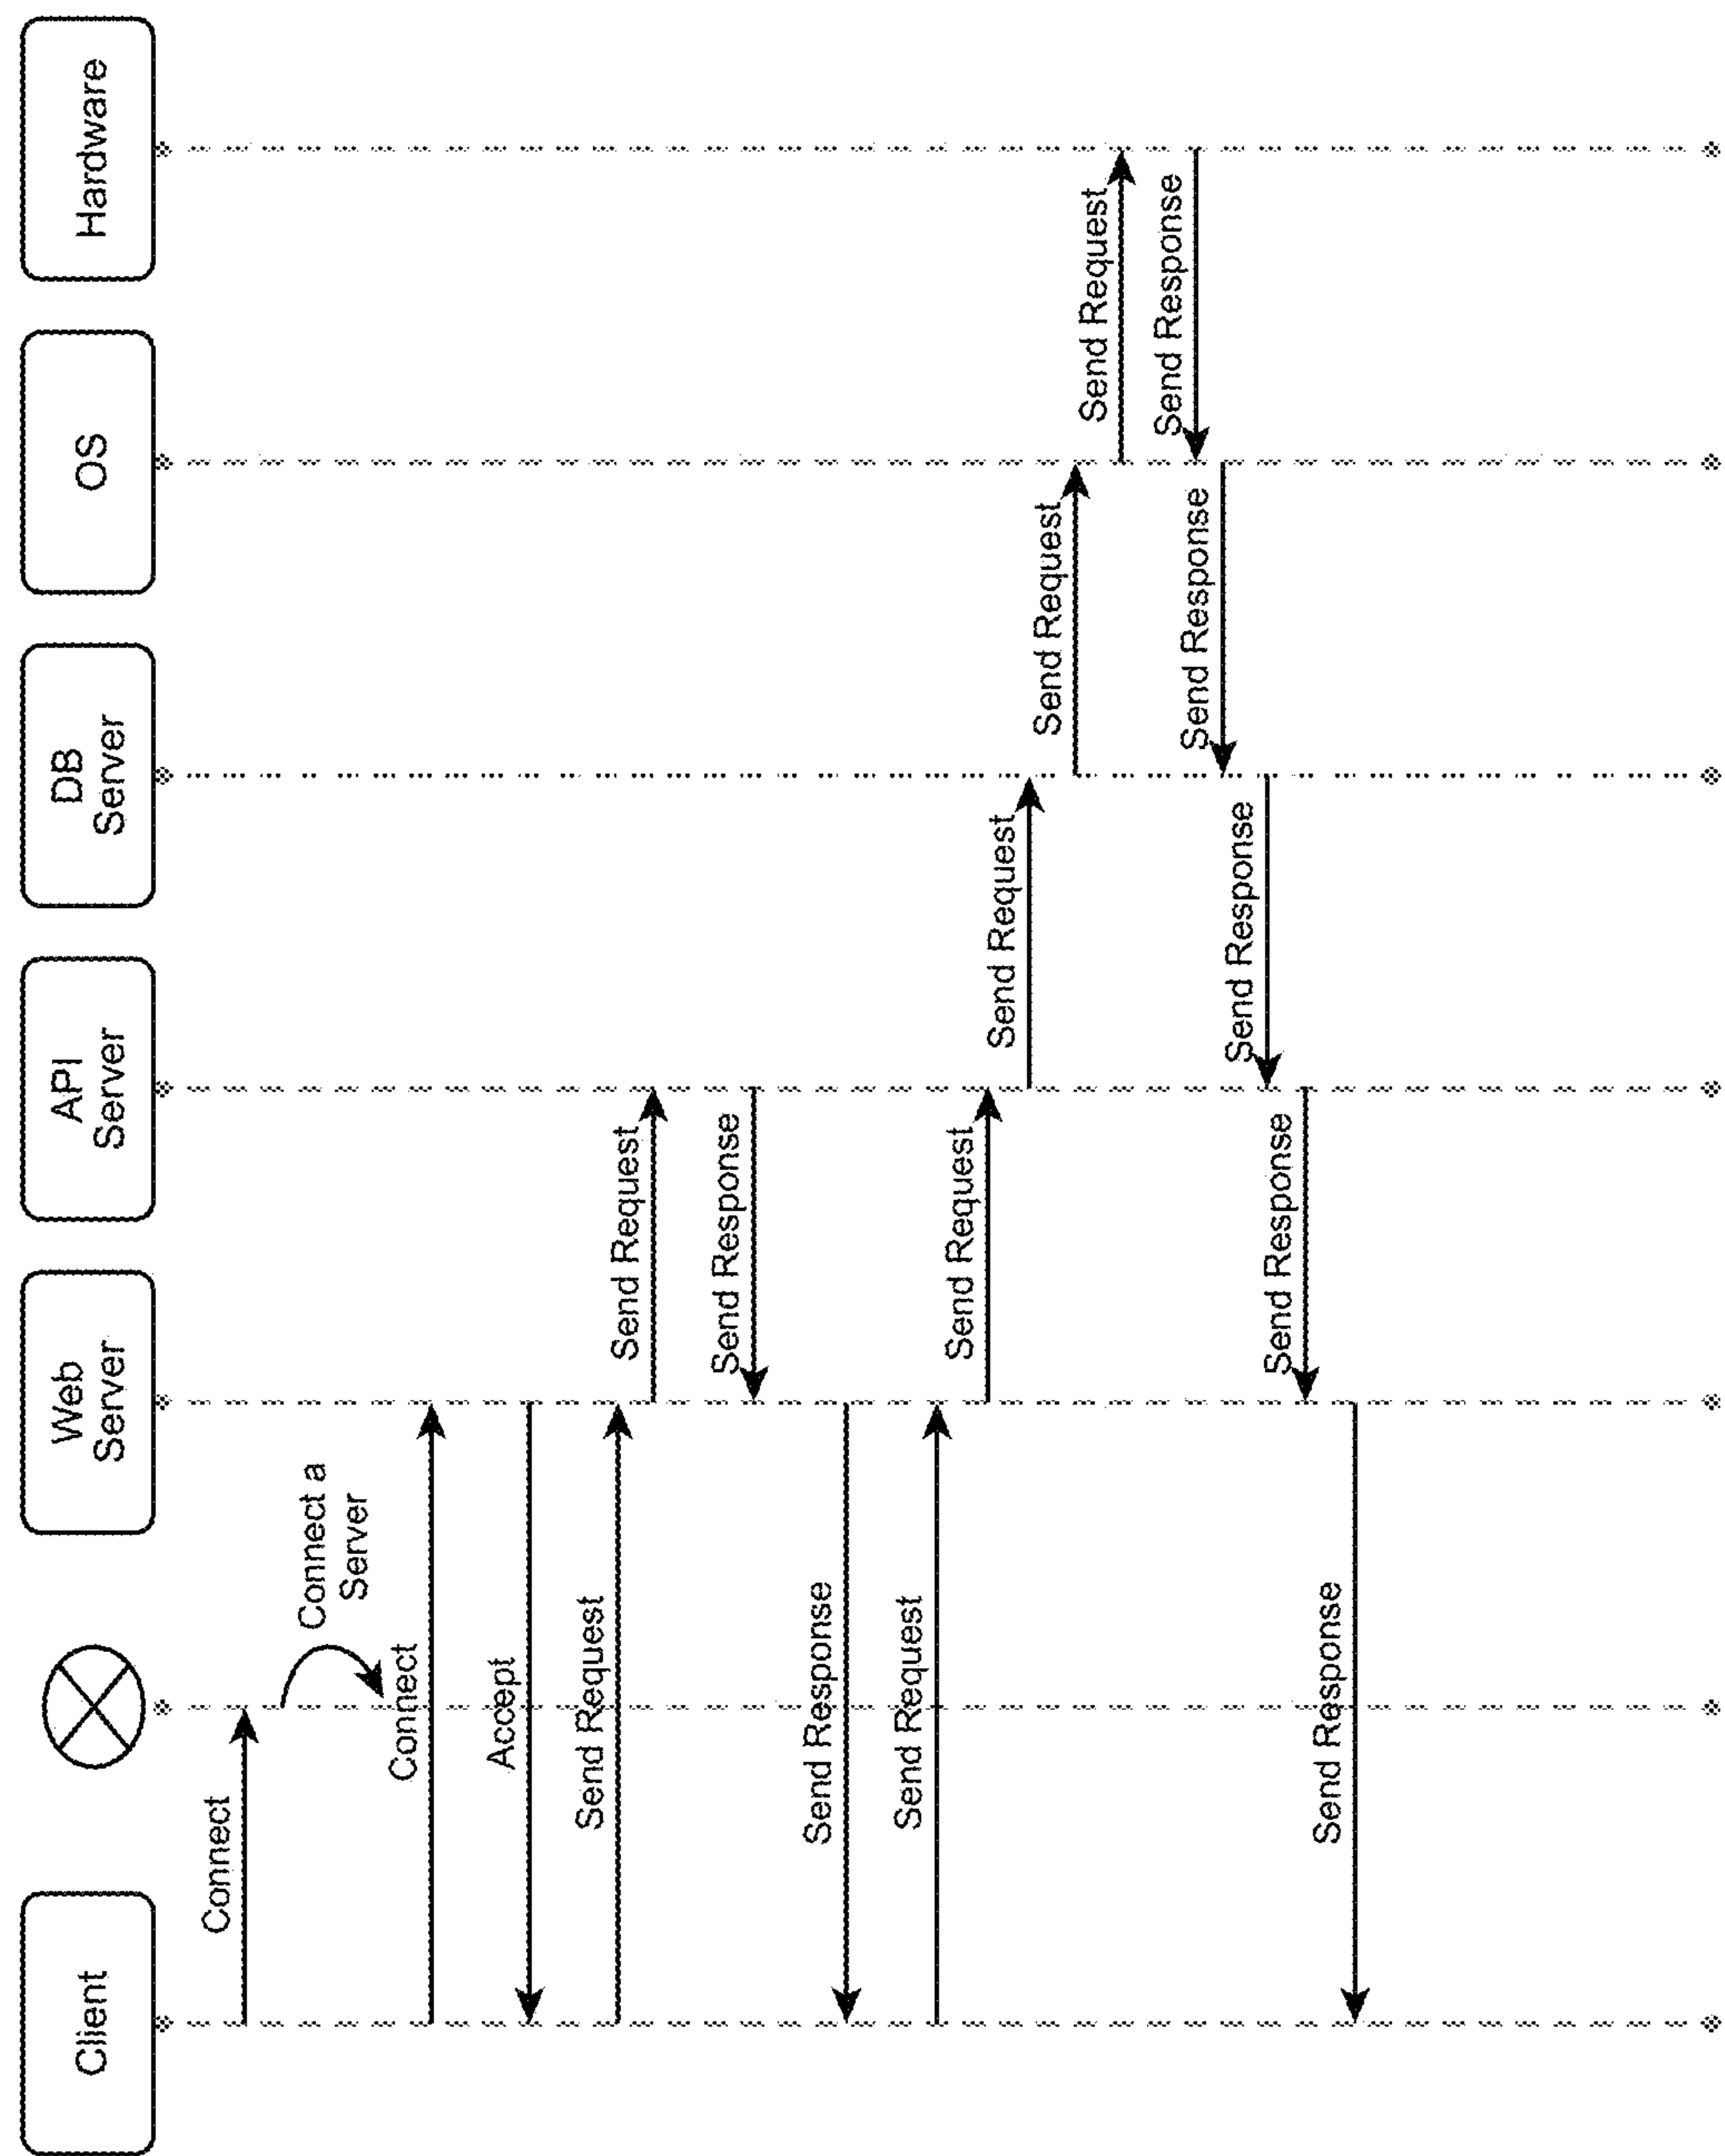 Client
Web
Server
API
Server
DB
Server
OS
Hardware
Connect
Connect a
Server
Connect
Accept
Send Request
Send Request
Send Response
Send Response
Send Request
Send Request
Send Request
Send Request
Send Request
Send Response
Send Response
Send Response
Send Response
Send Response